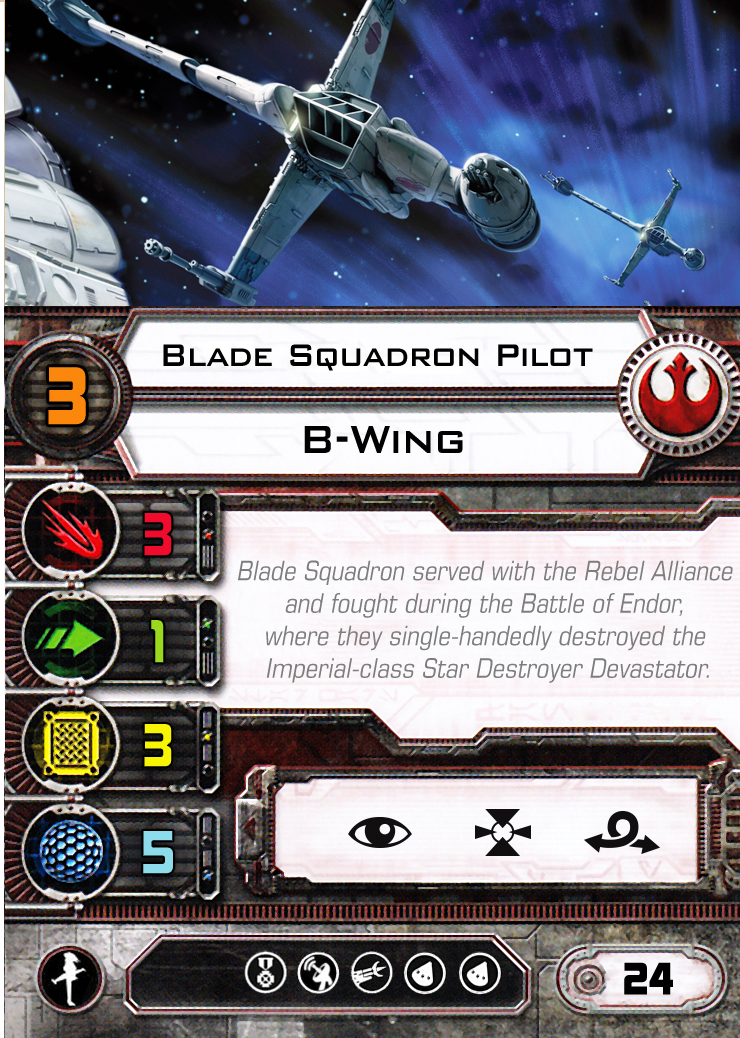 Blade Squadron Pilot
3
B-Wing
3
Blade Squadron served with the Rebel Alliance
and fought during the Battle of Endor,
where they single-handedly destroyed the
Imperial-class Star Destroyer Devastator.
1
3
5
24